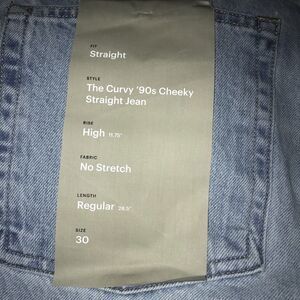 FIT
Straight
STYLE
The Curvy '90s Cheeky
Straight Jean
RISE
High 11.75"
FABRIC
No Stretch
LENGTH
Regular 28.5"
SIZE
30